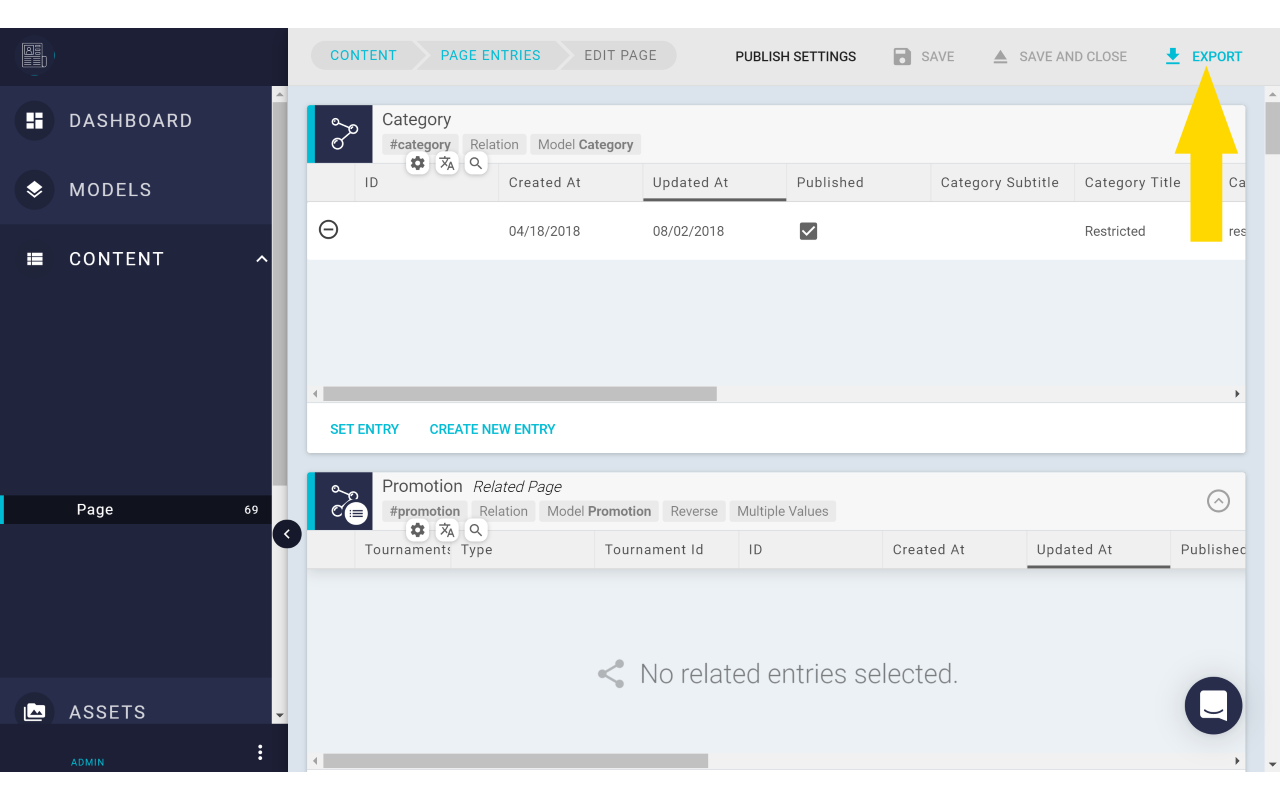 CONTENT PAGE ENTRIES EDIT PAGE PUBLISH SETTINGS SAVE SAVE AND CLOSE EXPORT
DASHBOARD
MODELS
CONTENT
Page 69
ASSETS
ADMIN
Category
#category Relation Model Category
ID Created At Updated At Published Category Subtitle Category Title Ca
04/18/2018 08/02/2018 Restricted res
SET ENTRY CREATE NEW ENTRY
Promotion Related Page
#promotion Relation Model Promotion Reverse Multiple Values
Tournaments Type Tournament Id ID Created At Updated At Published
No related entries selected.